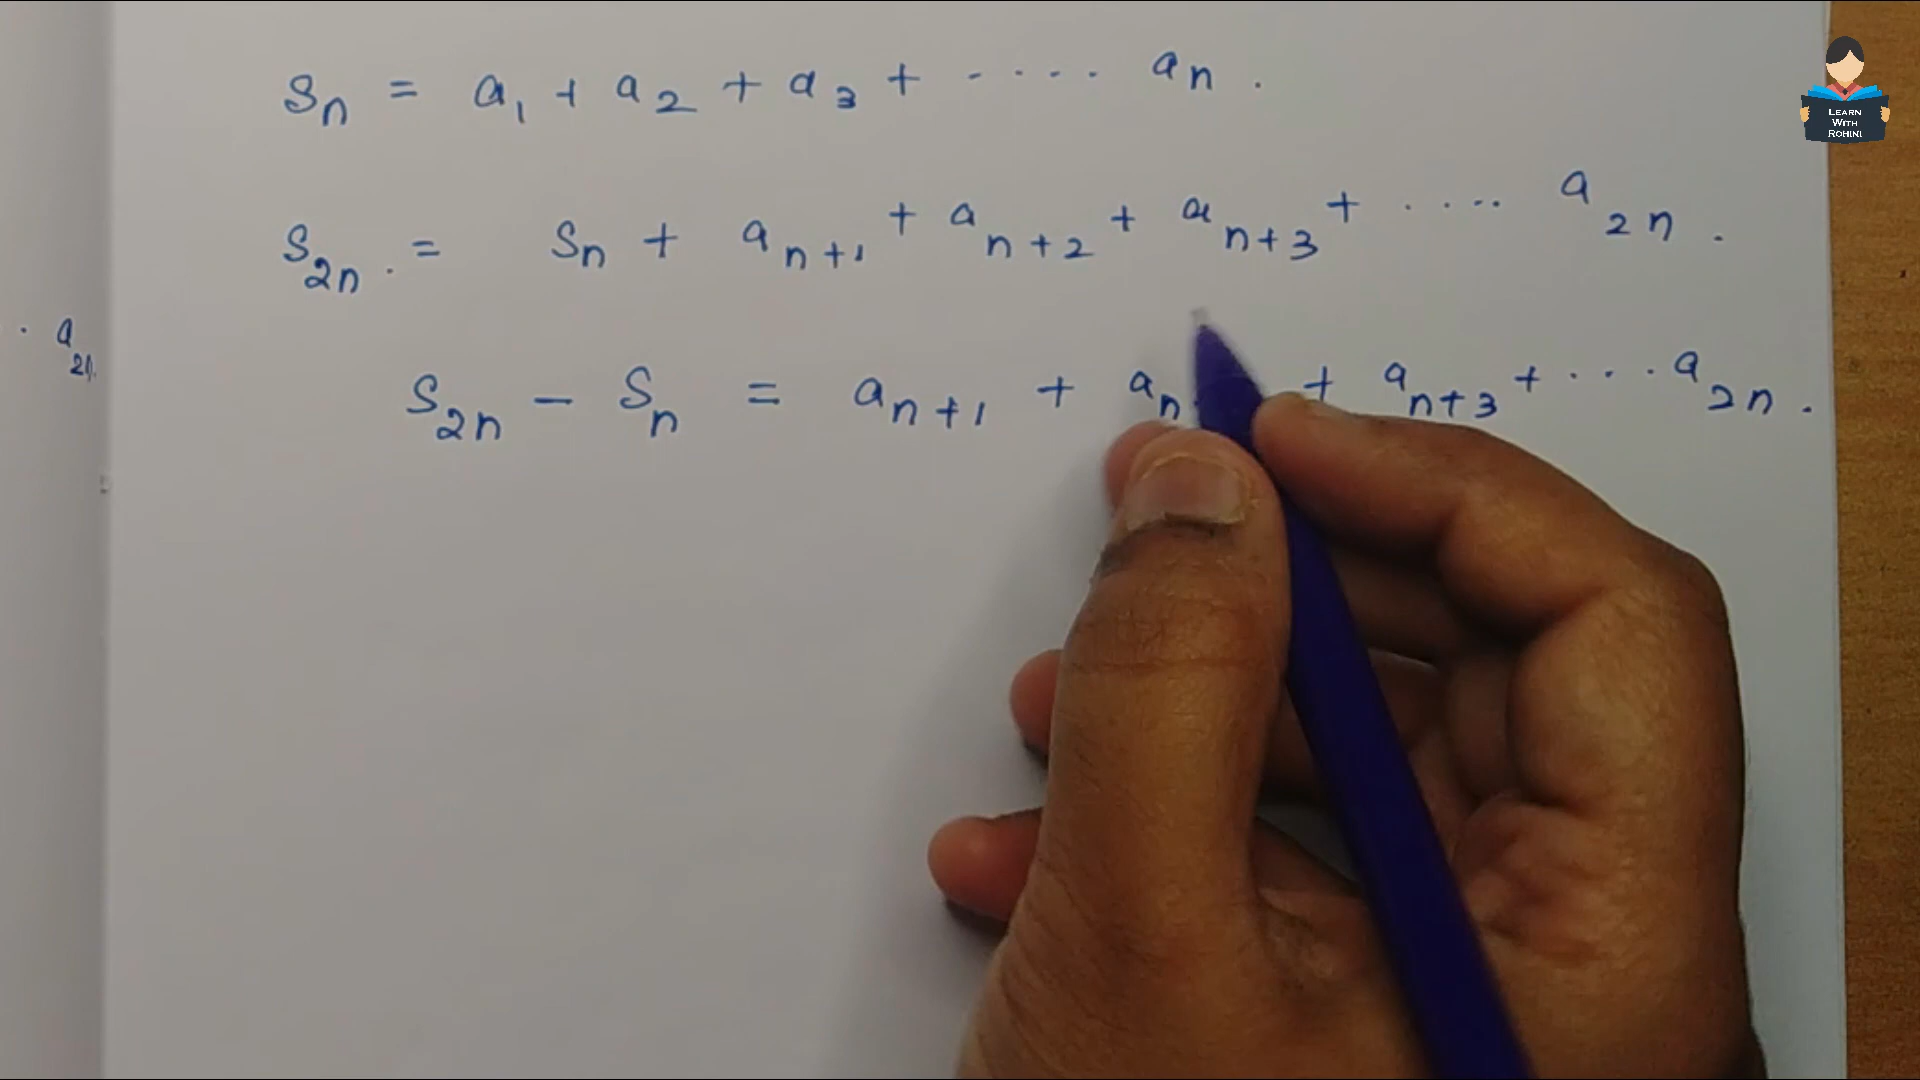 Sn = a1 + a2 + a3 + ---- an .
S2n . = Sn + an+1 + an+2 + an+3 + .... a2n .
S2n - Sn = an+1 + an + an+3 + ... a2n .
. a2n
LEARN
WITH
ROHINI